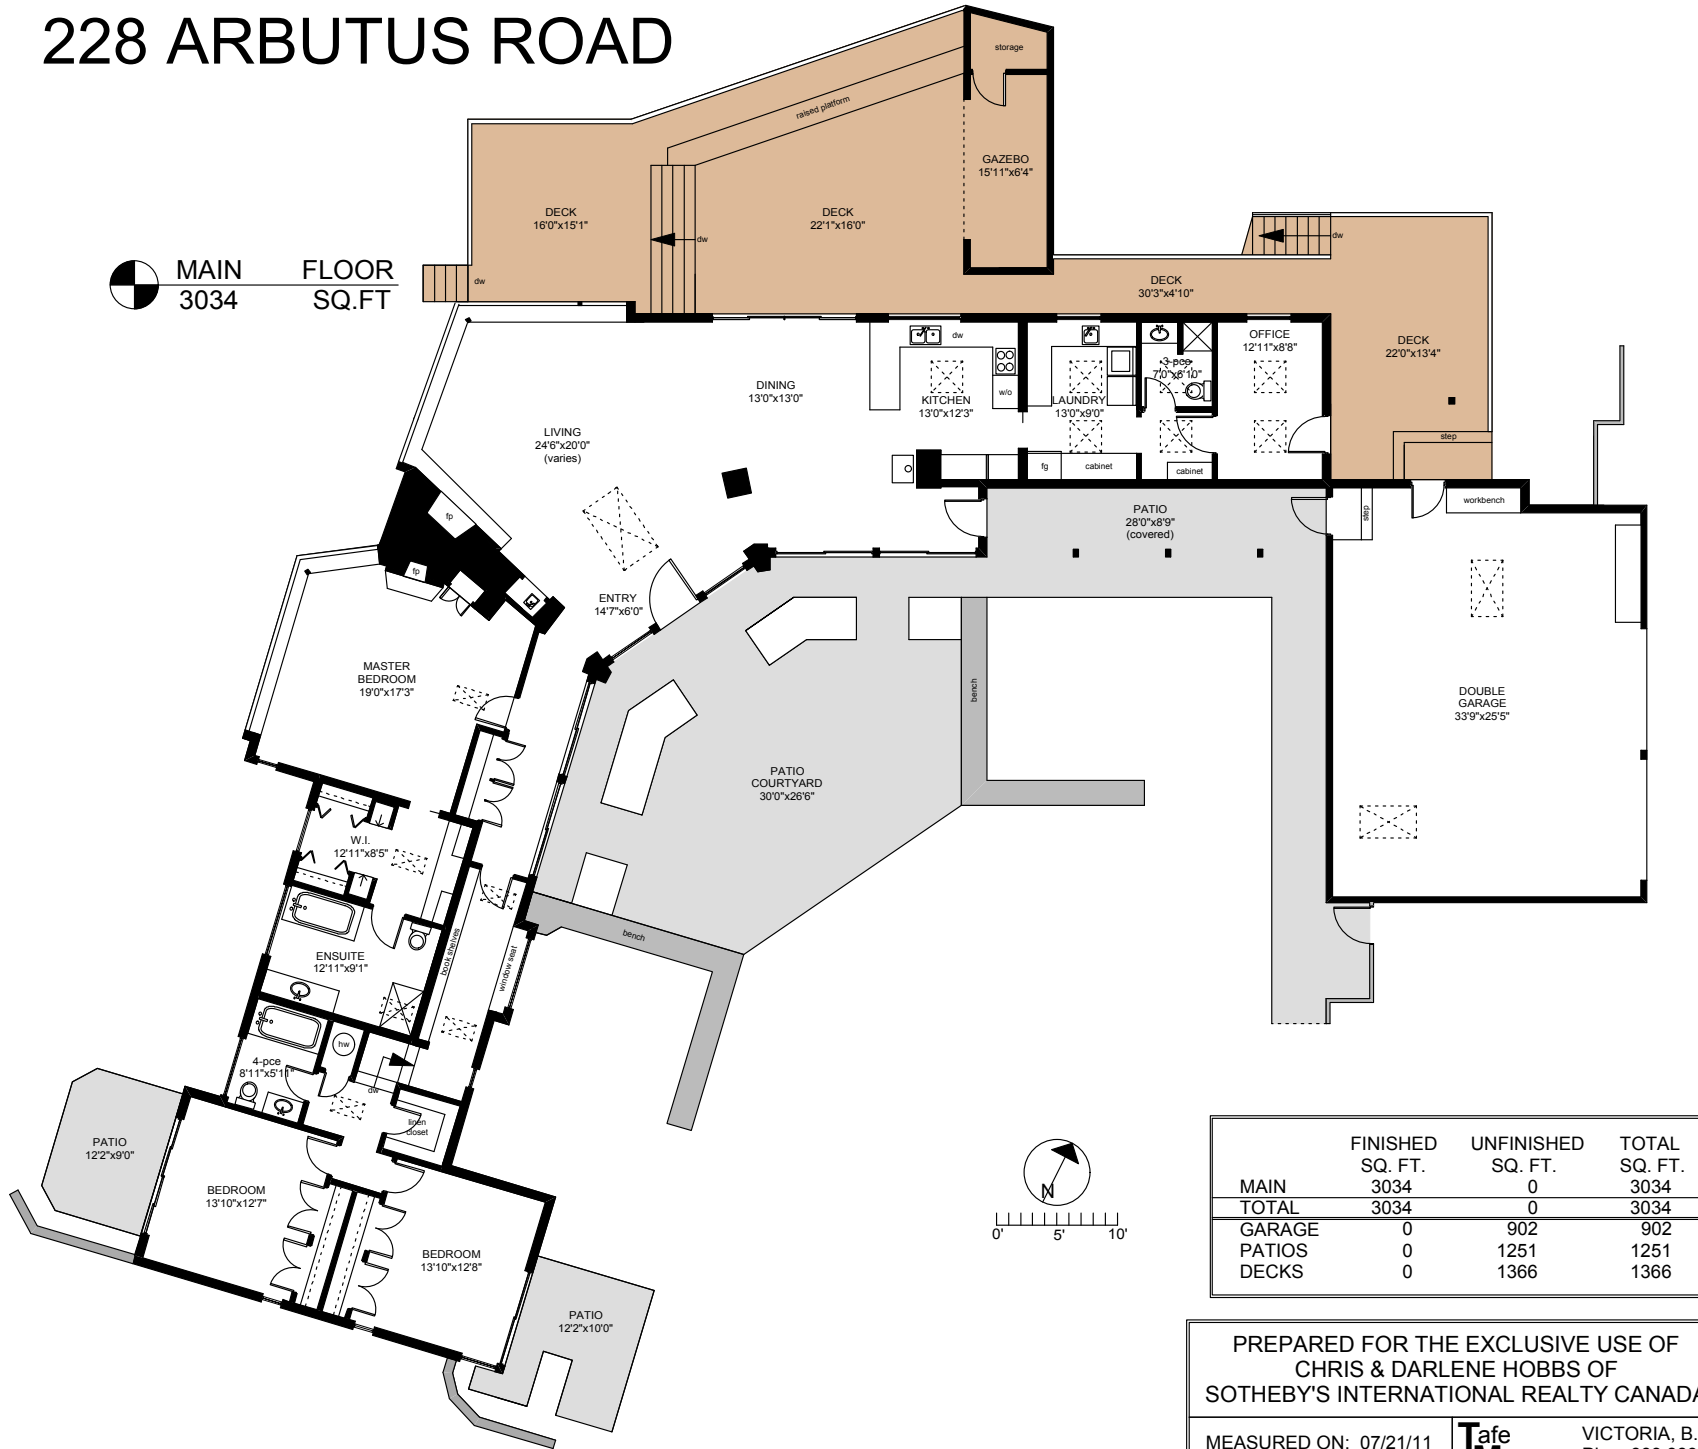 228 ARBUTUS ROAD
MAIN FLOOR
3034 SQ.FT
storage
raised platform
GAZEBO
15'11"x6'4"
DECK
16'0"x15'1"
DECK
22'1"x16'0"
dw
dw
dw
DECK
30'3"x4'10"
DECK
22'0"x13'4"
step
OFFICE
12'11"x8'8"
3-pce
7'0"x6'10"
dw
w/o
KITCHEN
13'0"x12'3"
LAUNDRY
13'0"x9'0"
DINING
13'0"x13'0"
LIVING
24'6"x20'0"
(varies)
fg
cabinet
cabinet
fp
fp
PATIO
28'0"x8'9"
(covered)
step
workbench
ENTRY
14'7"x6'0"
MASTER
BEDROOM
19'0"x17'3"
bench
DOUBLE
GARAGE
33'9"x25'5"
PATIO
COURTYARD
30'0"x26'6"
W.I.
12'11"x8'5"
bench
book shelves
window seat
ENSUITE
12'11"x9'1"
hw
4-pce
8'11"x5'11"
dw
linen
closet
PATIO
12'2"x9'0"
BEDROOM
13'10"x12'7"
BEDROOM
13'10"x12'8"
PATIO
12'2"x10'0"
N
0' 5' 10'
FINISHED UNFINISHED TOTAL
SQ. FT. SQ. FT. SQ. FT.
MAIN 3034 0 3034
TOTAL 3034 0 3034
GARAGE 0 902 902
PATIOS 0 1251 1251
DECKS 0 1366 1366
PREPARED FOR THE EXCLUSIVE USE OF
CHRIS & DARLENE HOBBS OF
SOTHEBY'S INTERNATIONAL REALTY CANADA
MEASURED ON: 07/21/11
Tafe
VICTORIA, B.